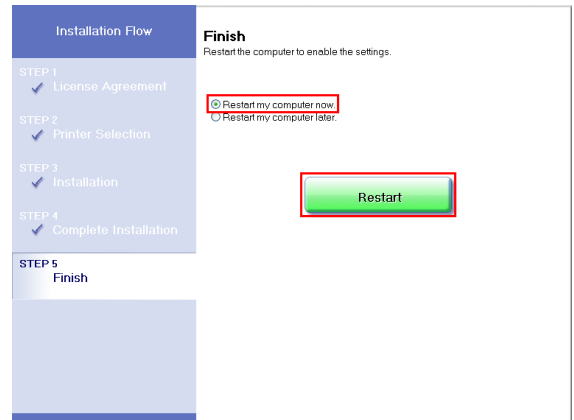 Installation Flow
STEP 1
License Agreement
STEP 2
Printer Selection
STEP 3
Installation
STEP 4
Complete Installation
STEP 5
Finish
Finish
Restart the computer to enable the settings.
Restart my computer now.
Restart my computer later.
Restart